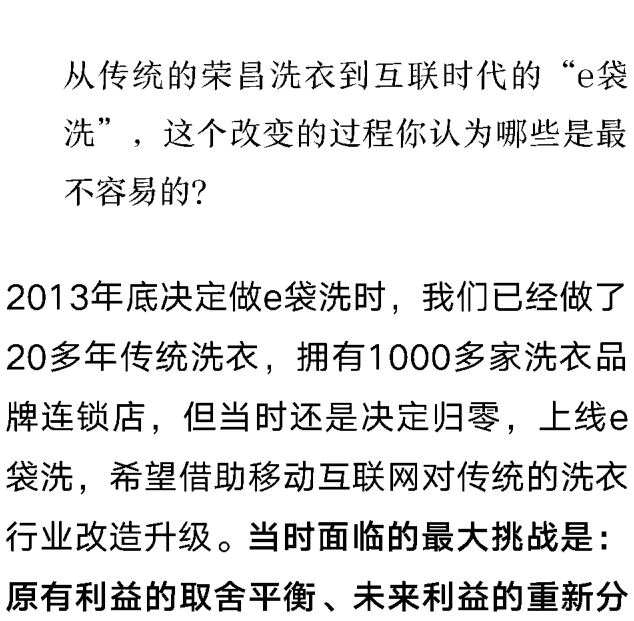 从传统的荣昌洗衣到互联时代的“e袋
洗”，这个改变的过程你认为哪些是最
不容易的？
2013年底决定做e袋洗时，我们已经做了
20多年传统洗衣，拥有1000多家洗衣品
牌连锁店，但当时还是决定归零，上线e
袋洗，希望借助移动互联网对传统的洗衣
行业改造升级。当时面临的最大挑战是：
原有利益的取舍平衡、未来利益的重新分